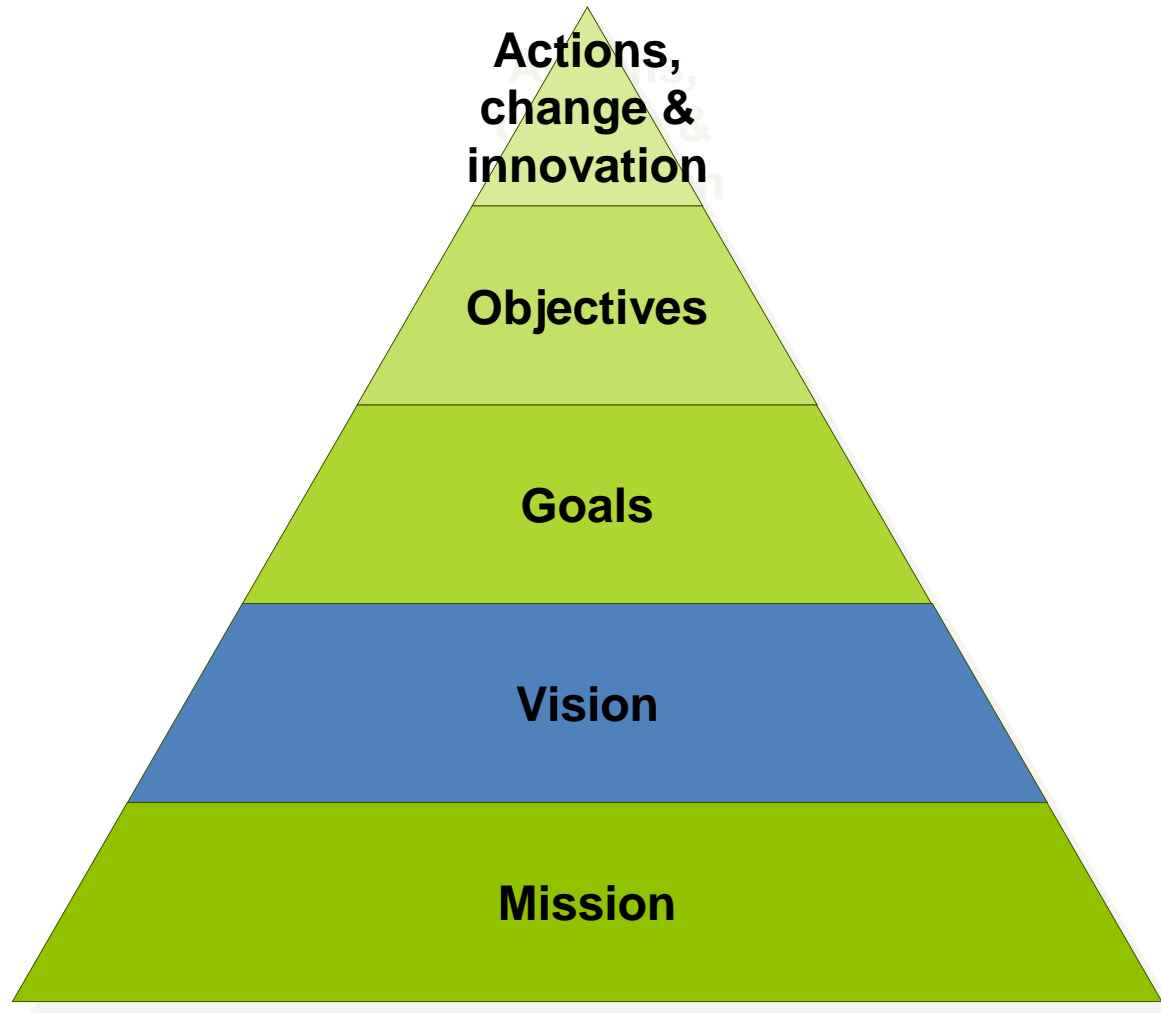 Actions,
change &
innovation
Objectives
Goals
Vision
Mission